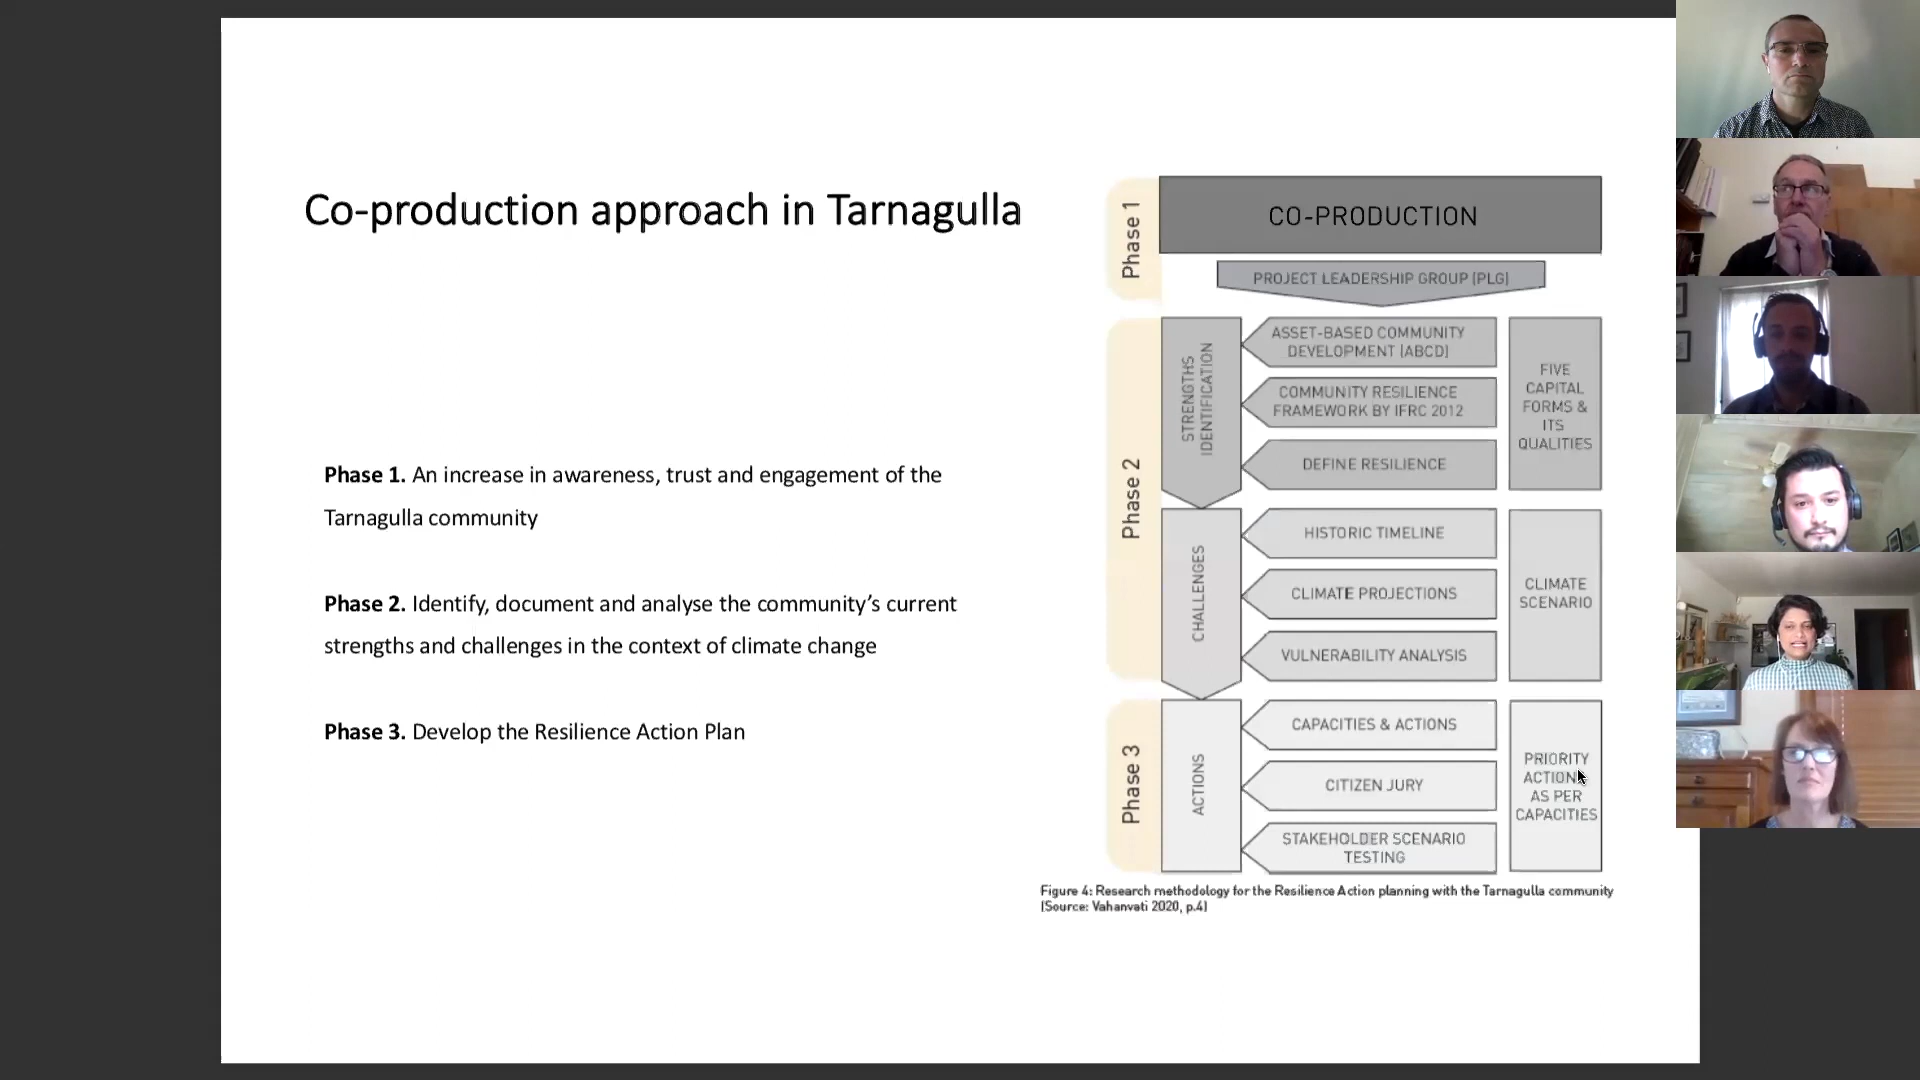 Co-production approach in Tarnagulla
Phase 1. An increase in awareness, trust and engagement of the
Tarnagulla community
Phase 2. Identify, document and analyse the community’s current
strengths and challenges in the context of climate change
Phase 3. Develop the Resilience Action Plan
Phase 1
CO-PRODUCTION
PROJECT LEADERSHIP GROUP (PLG)
Phase 2
STRENGTHS
IDENTIFICATION
ASSET-BASED COMMUNITY
DEVELOPMENT (ABCD)
COMMUNITY RESILIENCE
FRAMEWORK BY IFRC 2012
DEFINE RESILIENCE
FIVE
CAPITAL
FORMS &
ITS
QUALITIES
CHALLENGES
HISTORIC TIMELINE
CLIMATE PROJECTIONS
VULNERABILITY ANALYSIS
CLIMATE
SCENARIO
Phase 3
ACTIONS
CAPACITIES & ACTIONS
CITIZEN JURY
STAKEHOLDER SCENARIO
TESTING
PRIORITY
ACTIONS
AS PER
CAPACITIES
Figure 4: Research methodology for the Resilience Action planning with the Tarnagulla community
(Source: Vahanvati 2020, p.4)